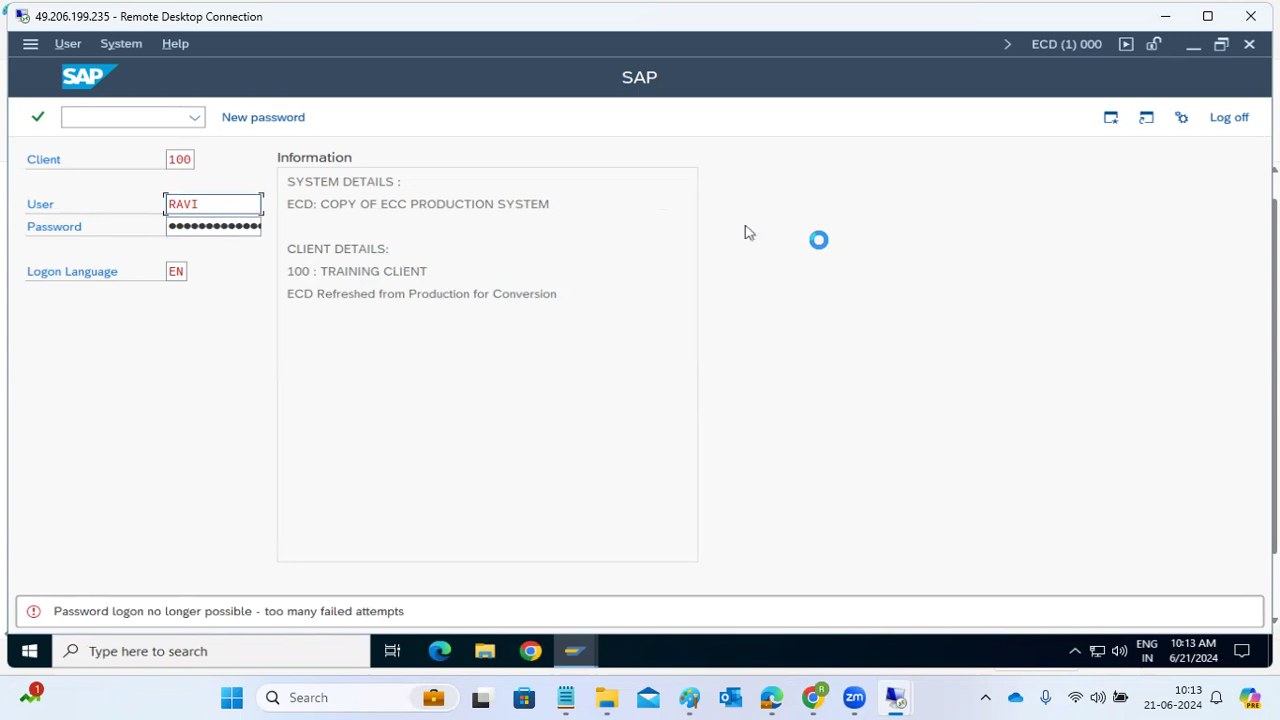 49.206.199.235 - Remote Desktop Connection
User System Help
ECD (1) 000
SAP
SAP
New password
Log off
Client 100
User RAVI
Password
Logon Language EN
Information
SYSTEM DETAILS :
ECD: COPY OF ECC PRODUCTION SYSTEM
CLIENT DETAILS:
100 : TRAINING CLIENT
ECD Refreshed from Production for Conversion
Password logon no longer possible - too many failed attempts
Type here to search
ENG
IN
10:13 AM
6/21/2024
1
Search
R
zm
10:13
21-06-2024
PRE